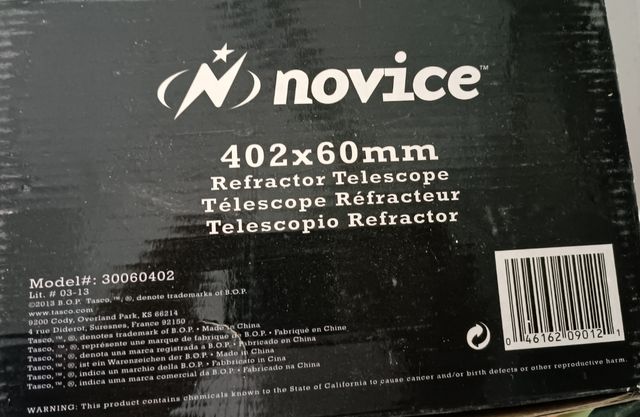 novice™
402x60mm
Refractor Telescope
Télescope Réfracteur
Telescopio Refractor
Model#: 30060402
Lit. # 03-13
©2013 B.O.P. Tasco,™, ®, denote trademarks of B.O.P.
www.tasco.com
9200 Cody, Overland Park, KS 66214
4 rue Diderot, Suresnes, France 92150
Tasco, ™, ®, denotes trademark of B.O.P. • Made in China
Tasco, ™, ®, représente une marque de fabrique de B.O.P. • Fabriqué en Chine
Tasco, ™, ®, denota una marca registrada a B.O.P. • Fabricado en China
Tasco, ™, ®, ist ein Warenzeichen der B.O.P. • Made in China
Tasco, ™, ®, indica un marchio della B.O.P. • Fabbricato in Cina
Tasco, ™, ®, indica uma marca comercial da B.O.P. • Fabricado na China
0 46162 09012 1
WARNING: This product contains chemicals known to the State of California to cause cancer and/or birth defects or other reproductive harm.